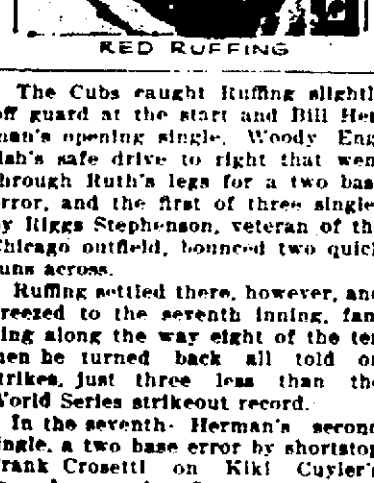 RED RUFFING
The Cubs caught Ruffing slightl
off guard at the start and Bill Her
man's opening single, Woody Eng
ish's safe drive to right that wen
through Ruth's legs for a two bas
error, and the first of three single
by Riggs Stephenson, veteran of th
Chicago outfield, bounced two quic
runs across.
Ruffing settled there, however, and
breezed to the seventh inning, fan
ning along the way eight of the ten
men he turned back all told on
strikes, just three less than the
World Series strikeout record.
In the seventh Herman's second
single, a two base error by shortstop
Frank Crosetti on Kiki Cuyler's